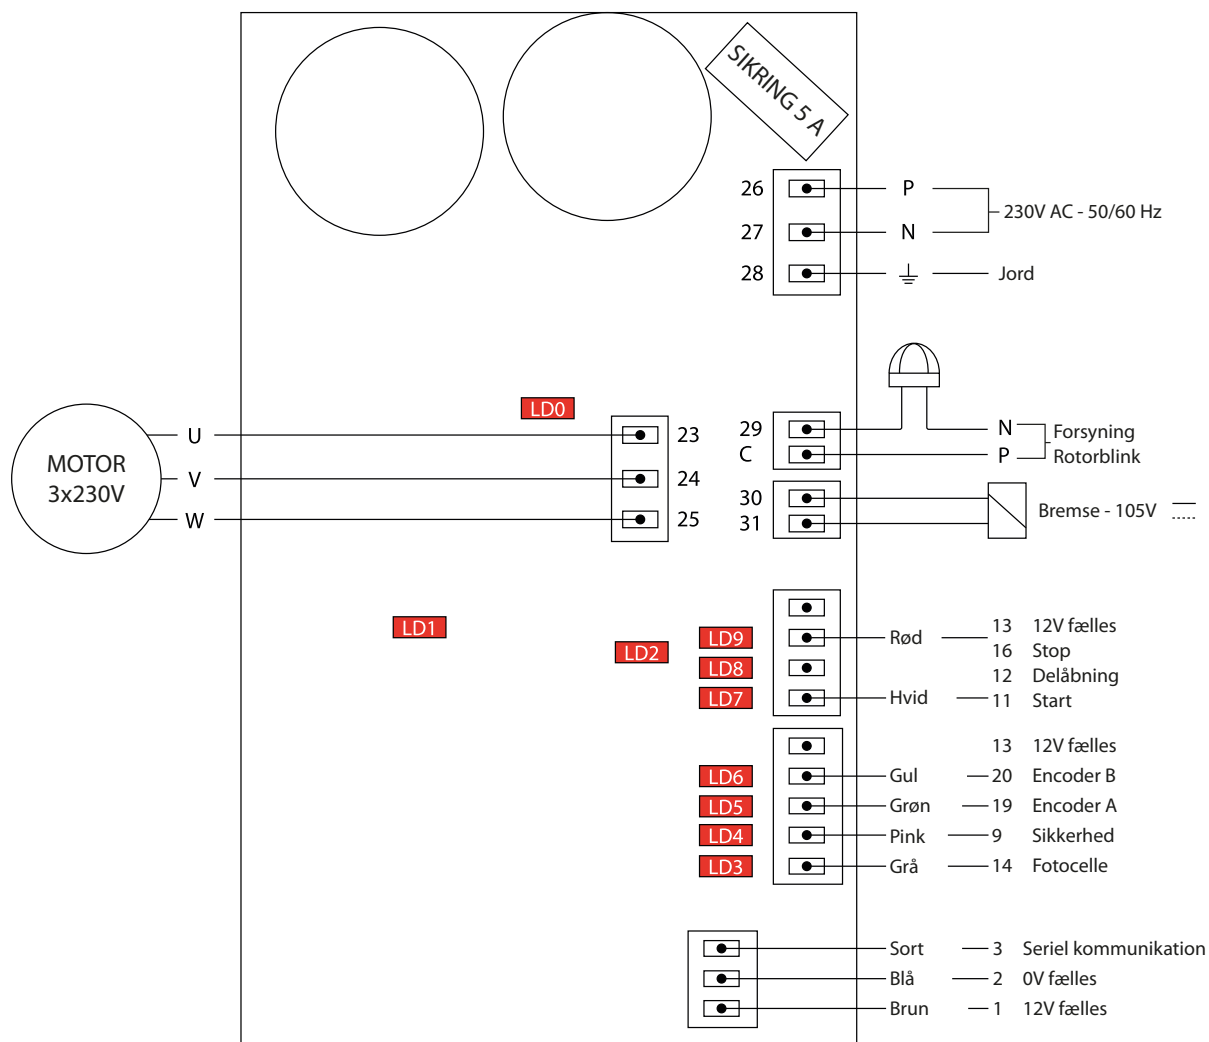 SIKRING 5 A
26 P
230V AC - 50/60 Hz
27 N
28 Jord
LD0
MOTOR
3x230V
U 23
V 24
W 25
29 N Forsyning
C P Rotorblink
30
31
Bremse - 105V
LD1
LD2
LD9 Rød 13 12V fælles
16 Stop
LD8 12 Delåbning
LD7 Hvid 11 Start
13 12V fælles
LD6 Gul 20 Encoder B
LD5 Grøn 19 Encoder A
LD4 Pink 9 Sikkerhed
LD3 Grå 14 Fotocelle
Sort 3 Seriel kommunikation
Blå 2 0V fælles
Brun 1 12V fælles